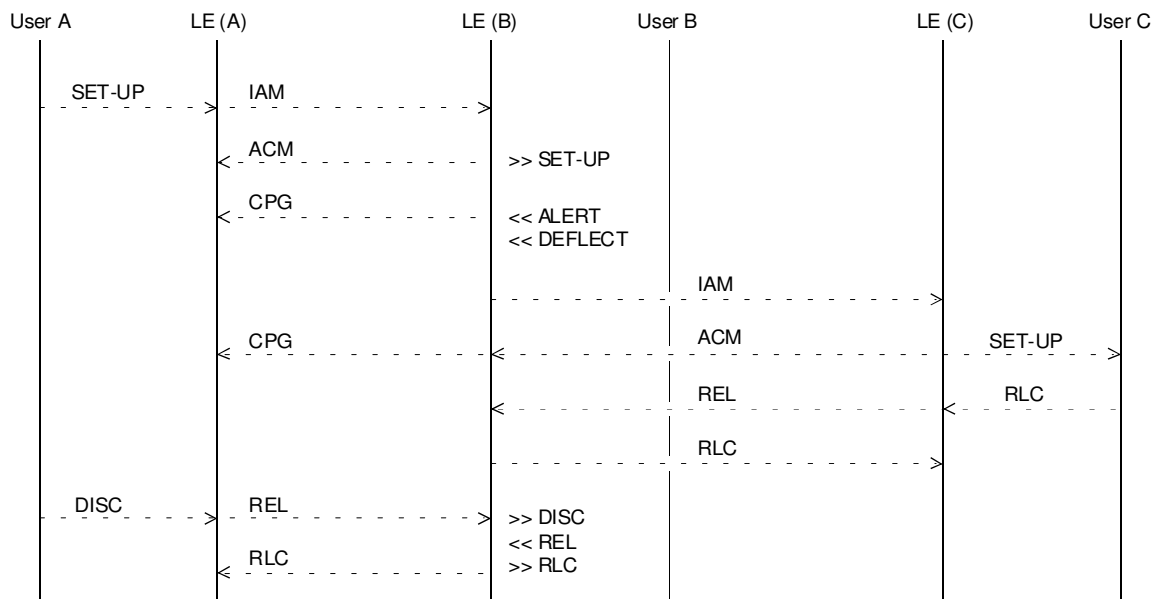 User A LE (A) LE (B) User B LE (C) User C
SET-UP IAM
ACM >> SET-UP
CPG << ALERT
<< DEFLECT
IAM
CPG ACM SET-UP
REL RLC
RLC
DISC REL >> DISC
<< REL
RLC >> RLC